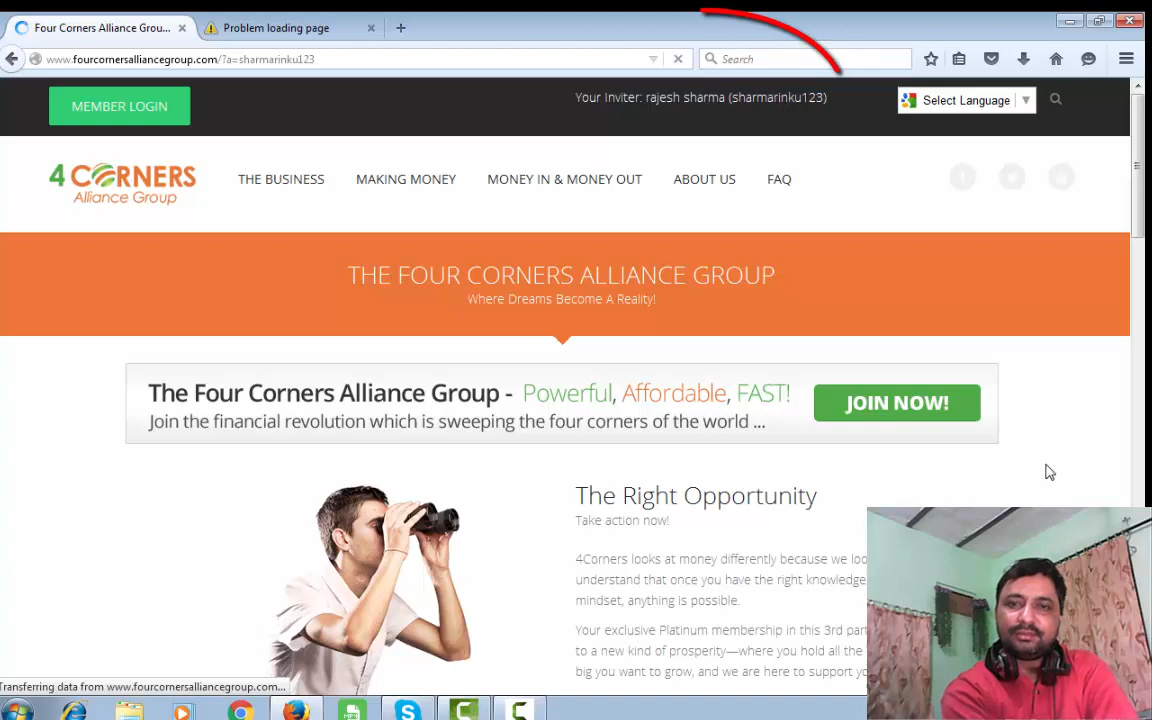 Four Corners Alliance Grou...
Problem loading page
www.fourcornersalliancegroup.com/?a=sharmarinku123
Search
MEMBER LOGIN
Your Inviter: rajesh sharma (sharmarinku123)
Select Language
4 CORNERS
Alliance Group
THE BUSINESS
MAKING MONEY
MONEY IN & MONEY OUT
ABOUT US
FAQ
THE FOUR CORNERS ALLIANCE GROUP
Where Dreams Become A Reality!
The Four Corners Alliance Group - Powerful, Affordable, FAST!
Join the financial revolution which is sweeping the four corners of the world ...
JOIN NOW!
The Right Opportunity
Take action now!
4Corners looks at money differently because we loo
understand that once you have the right knowledge
mindset, anything is possible.
Your exclusive Platinum membership in this 3rd part
to a new kind of prosperity—where you hold all the
big you want to grow, and we are here to support yo
Transferring data from www.fourcornersalliancegroup.com...
MP3